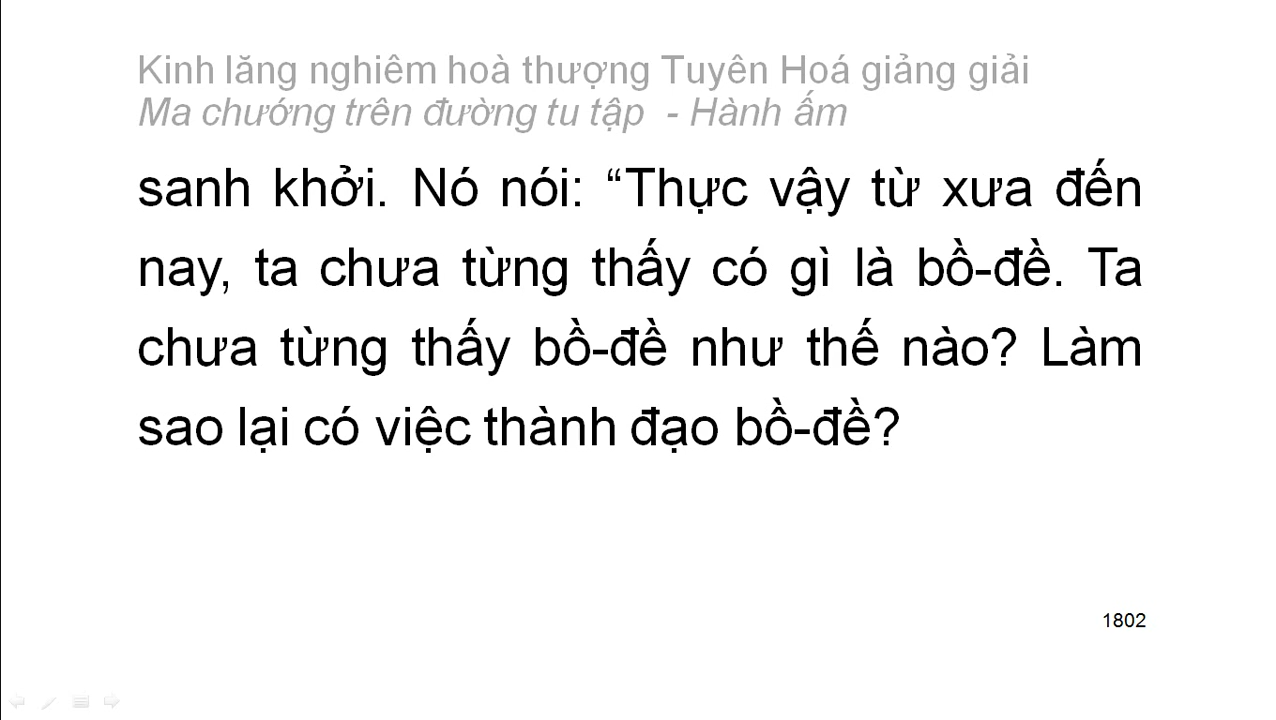 Kinh lăng nghiêm hoà thượng Tuyên Hoá giảng giải
Ma chướng trên đường tu tập - Hành ấm
sanh khởi. Nó nói: “Thực vậy từ xưa đến
nay, ta chưa từng thấy có gì là bồ-đề. Ta
chưa từng thấy bồ-đề như thế nào? Làm
sao lại có việc thành đạo bồ-đề?
1802